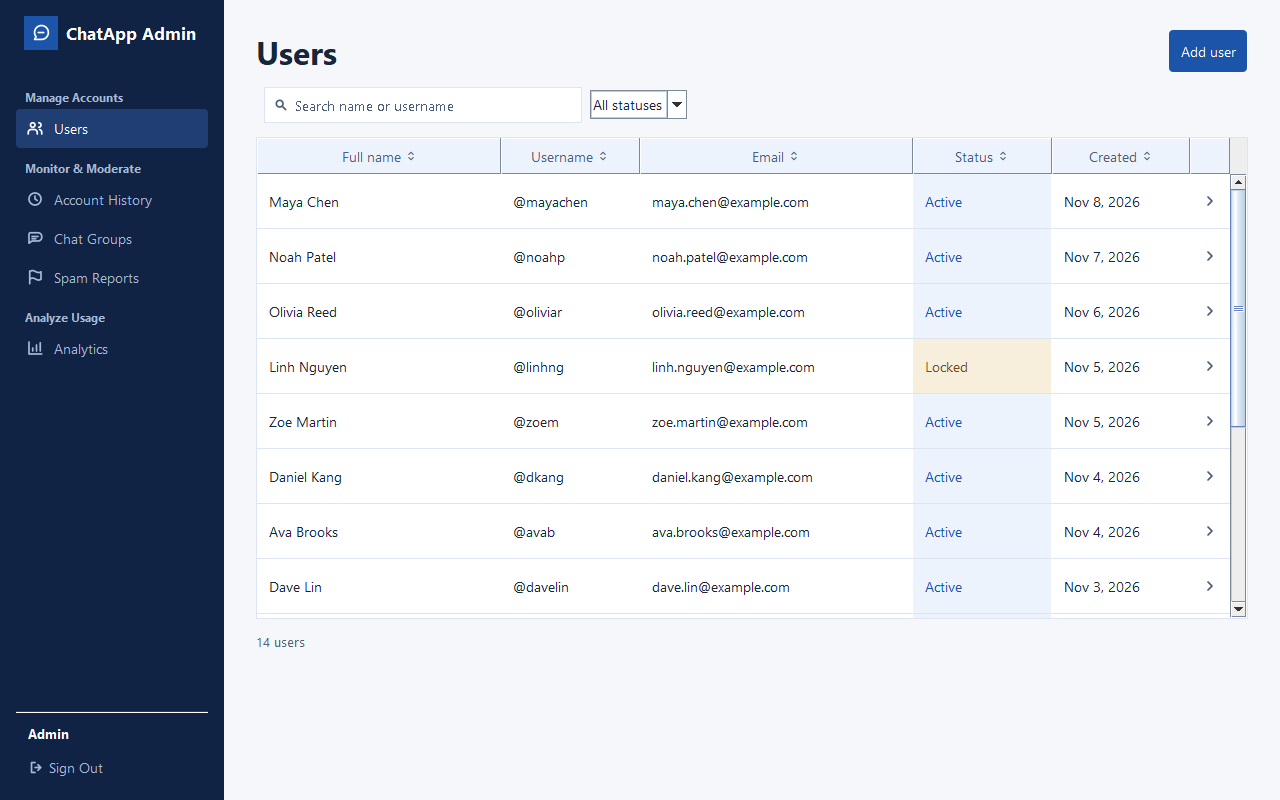 ChatApp Admin
Manage Accounts
Users
Monitor & Moderate
Account History
Chat Groups
Spam Reports
Analyze Usage
Analytics
Admin
Sign Out
Users
Add user
Search name or username
All statuses
Full name Username Email Status Created
Maya Chen @mayachen maya.chen@example.com Active Nov 8, 2026
Noah Patel @noahp noah.patel@example.com Active Nov 7, 2026
Olivia Reed @oliviar olivia.reed@example.com Active Nov 6, 2026
Linh Nguyen @linhng linh.nguyen@example.com Locked Nov 5, 2026
Zoe Martin @zoem zoe.martin@example.com Active Nov 5, 2026
Daniel Kang @dkang daniel.kang@example.com Active Nov 4, 2026
Ava Brooks @avab ava.brooks@example.com Active Nov 4, 2026
Dave Lin @davelin dave.lin@example.com Active Nov 3, 2026
14 users